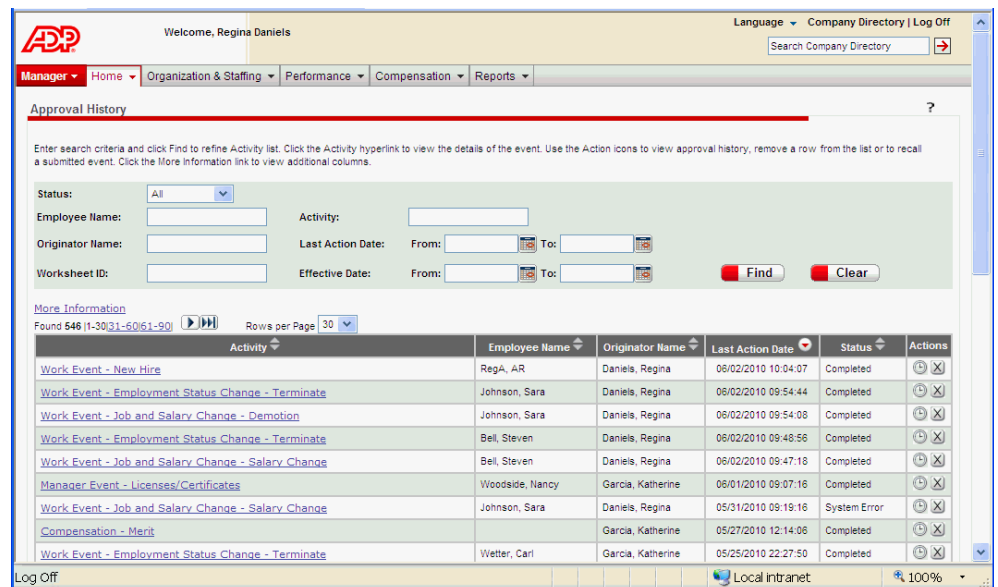 Language Company Directory | Log Off
ADP
Welcome, Regina Daniels
Search Company Directory
Manager Home Organization & Staffing Performance Compensation Reports
Approval History ?
Enter search criteria and click Find to refine Activity list. Click the Activity hyperlink to view the details of the event. Use the Action icons to view approval history, remove a row from the list or to recall
a submitted event. Click the More Information link to view additional columns.
Status: All
Employee Name: Activity:
Originator Name: Last Action Date: From: To:
Worksheet ID: Effective Date: From: To: Find Clear
More Information
Found 546 |1-30|31-60|61-90| Rows per Page 30
Activity Employee Name Originator Name Last Action Date Status Actions
Work Event - New Hire RegA, AR Daniels, Regina 06/02/2010 10:04:07 Completed X
Work Event - Employment Status Change - Terminate Johnson, Sara Daniels, Regina 06/02/2010 09:54:44 Completed X
Work Event - Job and Salary Change - Demotion Johnson, Sara Daniels, Regina 06/02/2010 09:54:08 Completed X
Work Event - Employment Status Change - Terminate Bell, Steven Daniels, Regina 06/02/2010 09:48:56 Completed X
Work Event - Job and Salary Change - Salary Change Bell, Steven Daniels, Regina 06/02/2010 09:47:18 Completed X
Manager Event - Licenses/Certificates Woodside, Nancy Garcia, Katherine 06/01/2010 09:07:16 Completed X
Work Event - Job and Salary Change - Salary Change Johnson, Sara Daniels, Regina 05/31/2010 09:19:16 System Error X
Compensation - Merit Garcia, Katherine 05/27/2010 12:14:06 Completed X
Work Event - Employment Status Change - Terminate Wetter, Carl Garcia, Katherine 05/25/2010 22:27:50 Completed X
Log Off Local intranet 100%